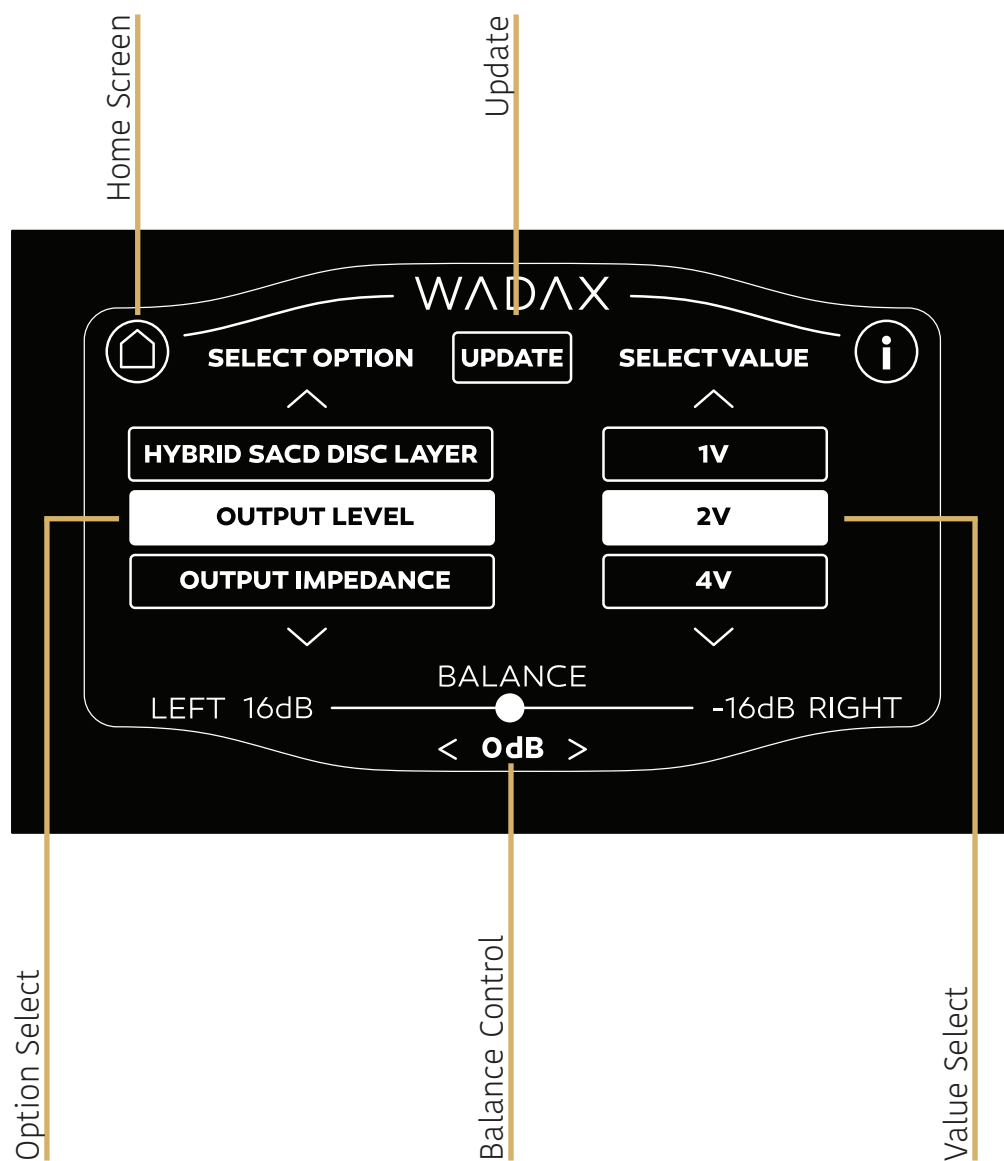 Home Screen
Update
WADAX
SELECT OPTION
UPDATE
SELECT VALUE
i
HYBRID SACD DISC LAYER
1V
OUTPUT LEVEL
2V
OUTPUT IMPEDANCE
4V
BALANCE
LEFT 16dB
-16dB RIGHT
< 0dB >
Option Select
Balance Control
Value Select